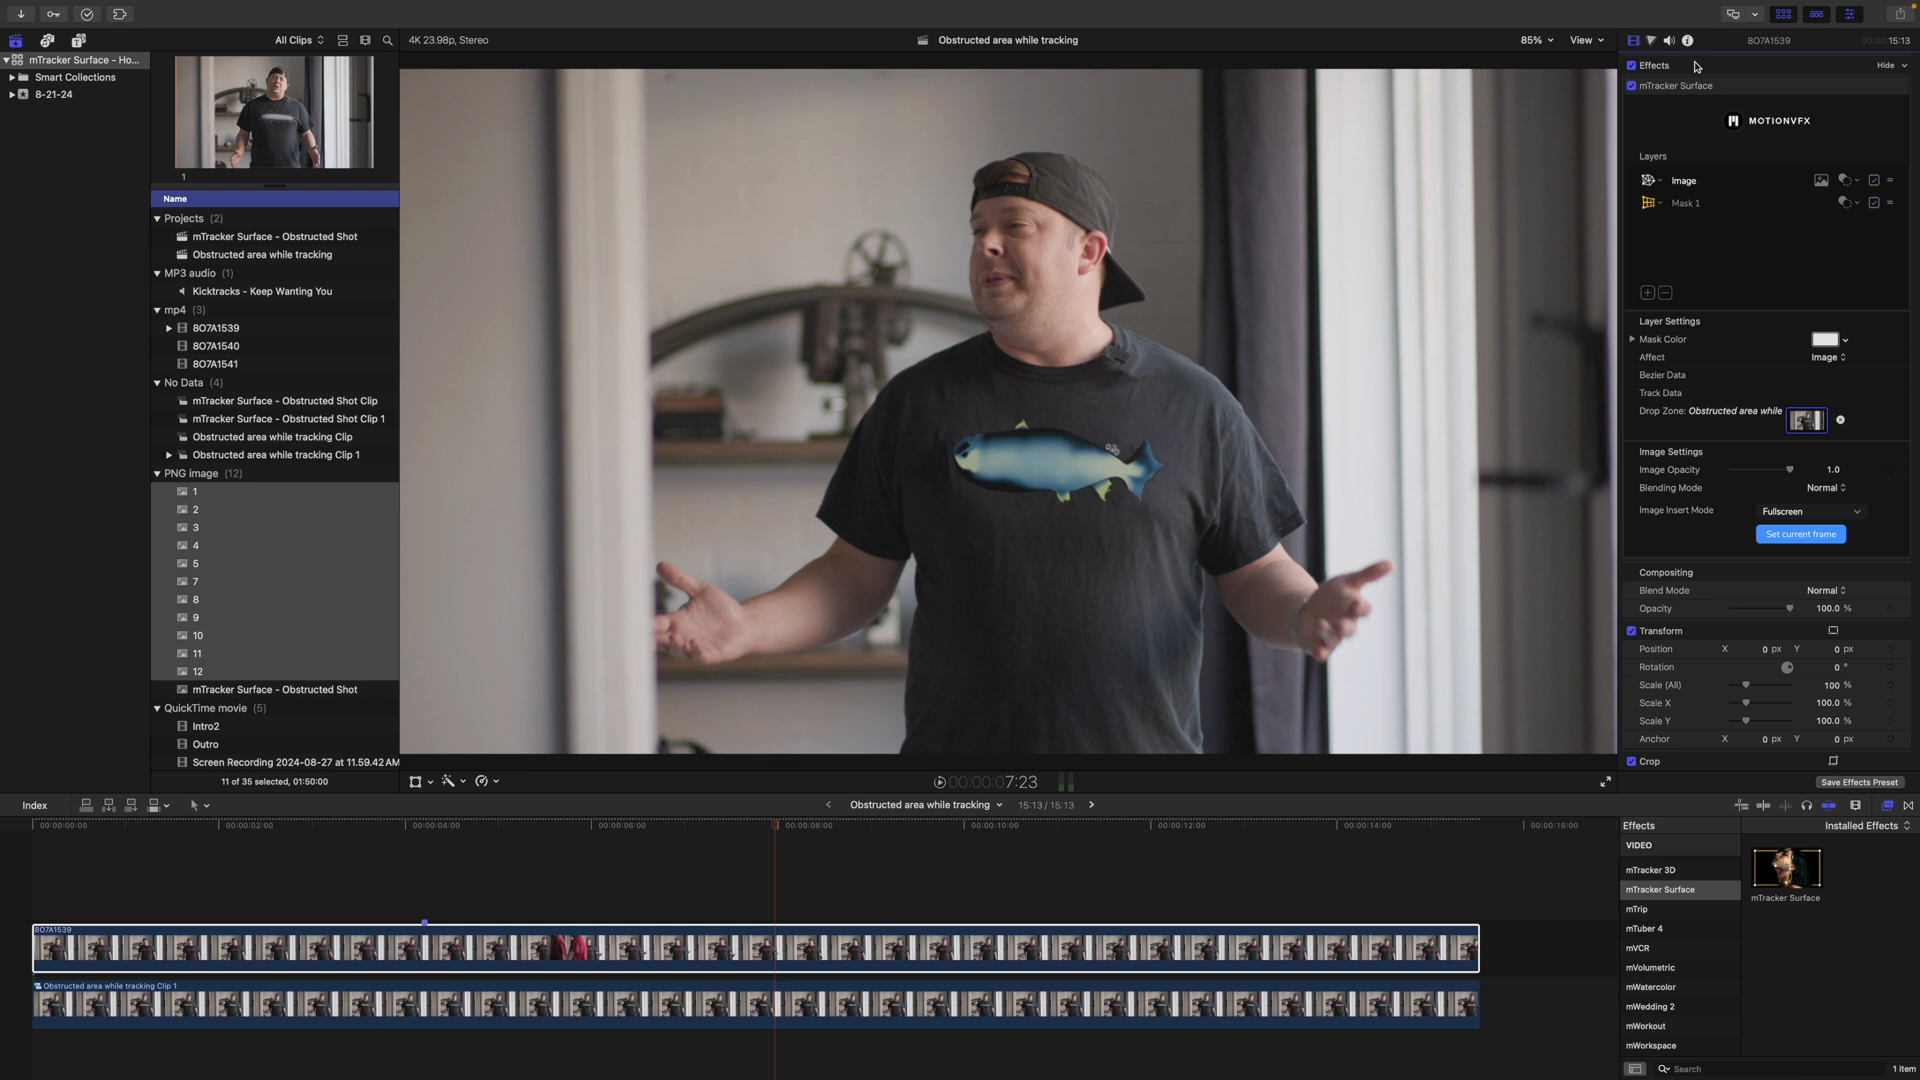 All Clips
4K 23.98p, Stereo
Obstructed area while tracking
85%
View
8O7A1539
00:00:00:15:13
mTracker Surface - Ho...
Smart Collections
8-21-24
1
Name
Projects (2)
mTracker Surface - Obstructed Shot
Obstructed area while tracking
MP3 audio (1)
Kicktracks - Keep Wanting You
mp4 (3)
8O7A1539
8O7A1540
8O7A1541
No Data (4)
mTracker Surface - Obstructed Shot Clip
mTracker Surface - Obstructed Shot Clip 1
Obstructed area while tracking Clip
Obstructed area while tracking Clip 1
PNG image (12)
1
2
3
4
5
7
8
9
10
11
12
mTracker Surface - Obstructed Shot
QuickTime movie (5)
Intro2
Outro
Screen Recording 2024-08-27 at 11.59.42 AM
11 of 35 selected, 01:50:00
00:00:00:7:23
Effects
Hide
mTracker Surface
MOTIONVFX
Layers
Image
Mask 1
Layer Settings
Mask Color
Affect Image
Bezier Data
Track Data
Drop Zone: Obstructed area while
Image Settings
Image Opacity 1.0
Blending Mode Normal
Image Insert Mode Fullscreen
Set current frame
Compositing
Blend Mode Normal
Opacity 100.0 %
Transform
Position X 0 px Y 0 px
Rotation 0 °
Scale (All) 100 %
Scale X 100.0 %
Scale Y 100.0 %
Anchor X 0 px Y 0 px
Crop
Save Effects Preset
Index
Obstructed area while tracking
15:13 / 15:13
00:00:00:00
00:00:02:00
00:00:04:00
00:00:06:00
00:00:08:00
00:00:10:00
00:00:12:00
00:00:14:00
00:00:16:00
8O7A1539
Obstructed area while tracking Clip 1
Effects
Installed Effects
VIDEO
mTracker 3D
mTracker Surface
mTrip
mTuber 4
mVCR
mVolumetric
mWatercolor
mWedding 2
mWorkout
mWorkspace
mTracker Surface
Search
1 item